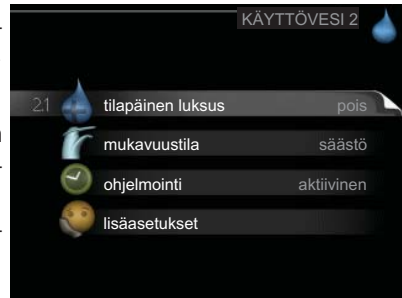 KÄYTTÖVESI 2
2.1 tilapäinen luksus pois
mukavuustila säästö
ohjelmointi aktiivinen
lisäasetukset